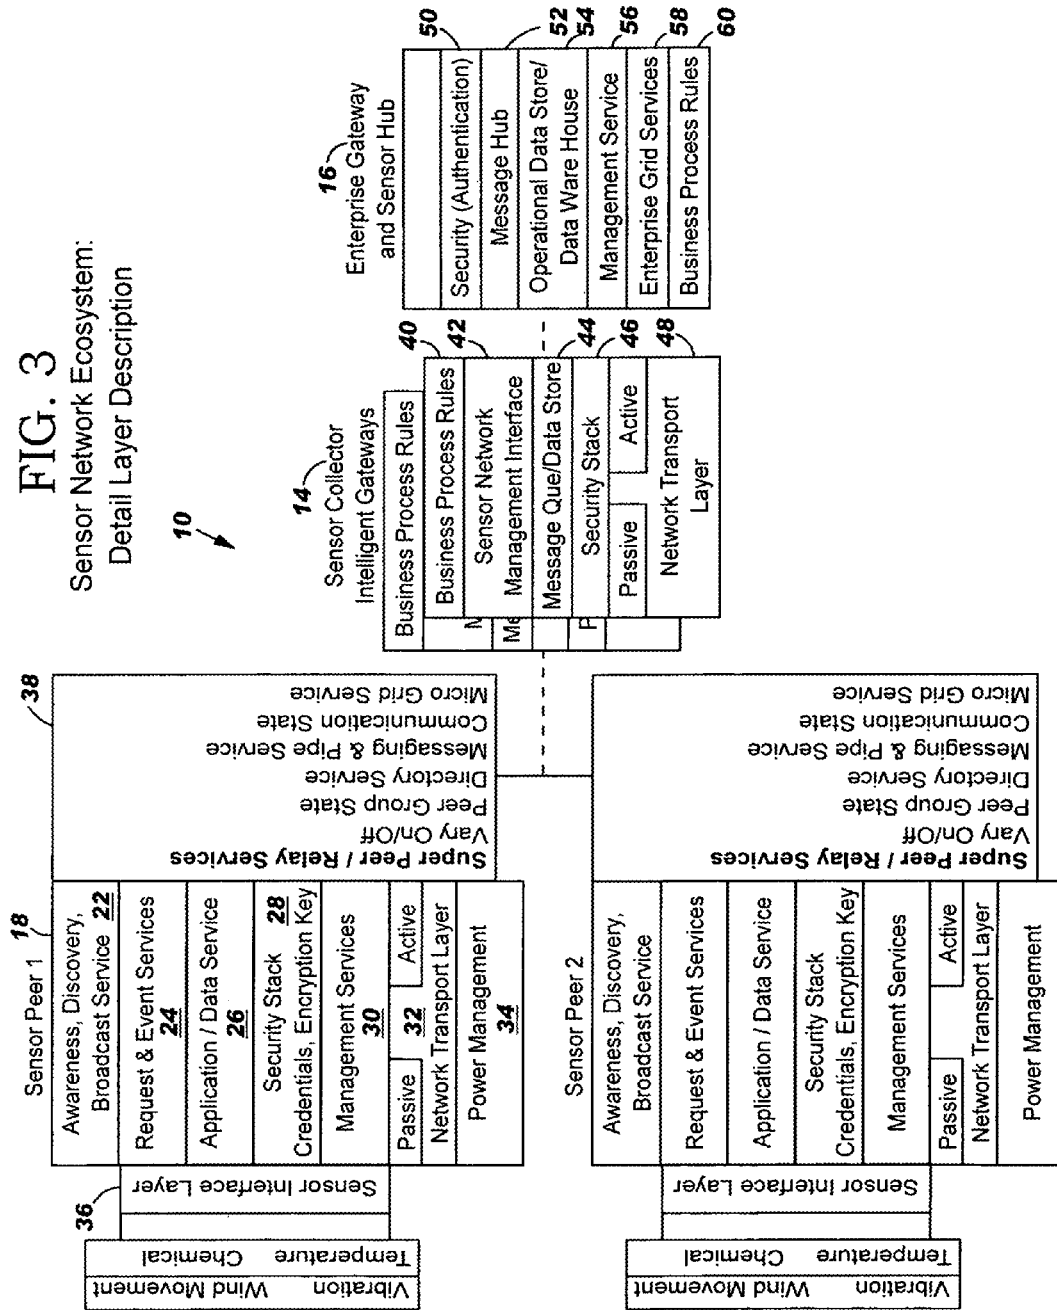 FIG. 3
Sensor Network Ecosystem:
Detail Layer Description
10
Sensor Peer 1
18
Awareness, Discovery,
Broadcast Service 22
Request & Event Services
24
Application / Data Service
26
Security Stack 28
Credentials, Encryption Key
Management Services
30
Passive
Active
32
Network Transport Layer
Power Management
34
36
Sensor Interface Layer
Temperature
Chemical
Vibration
Wind Movement
38
Super Peer / Relay Services
Vary On/Off
Peer Group State
Directory Service
Messaging & Pipe Service
Communication State
Micro Grid Service
Sensor Peer 2
Awareness, Discovery,
Broadcast Service
Request & Event Services
Application / Data Service
Security Stack
Credentials, Encryption Key
Management Services
Passive
Active
Network Transport Layer
Power Management
Sensor Interface Layer
Temperature
Chemical
Vibration
Wind Movement
Super Peer / Relay Services
Vary On/Off
Peer Group State
Directory Service
Messaging & Pipe Service
Communication State
Micro Grid Service
14
Sensor Collector
Intelligent Gateways
Business Process Rules
Business Process Rules
40
Sensor Network
Management Interface
42
Message Que/Data Store
44
Security Stack
46
Passive
Active
Network Transport
Layer
48
16
Enterprise Gateway
and Sensor Hub
Security (Authentication)
50
Message Hub
52
Operational Data Store/
Data Ware House
54
Management Service
56
Enterprise Grid Services
58
Business Process Rules
60